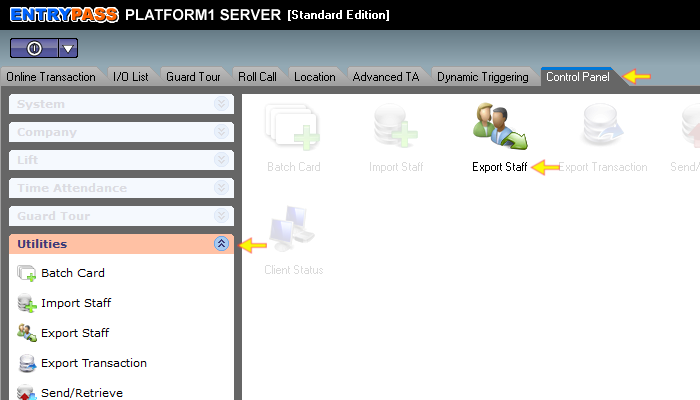 ENTRYPASS PLATFORM1 SERVER [Standard Edition]
Online Transaction I/O List Guard Tour Roll Call Location Advanced TA Dynamic Triggering Control Panel
System
Company
Lift
Time Attendance
Guard Tour
Utilities
Batch Card
Import Staff
Export Staff
Export Transaction
Send/Retrieve
Batch Card Import Staff Export Staff Export Transaction Send/
Client Status